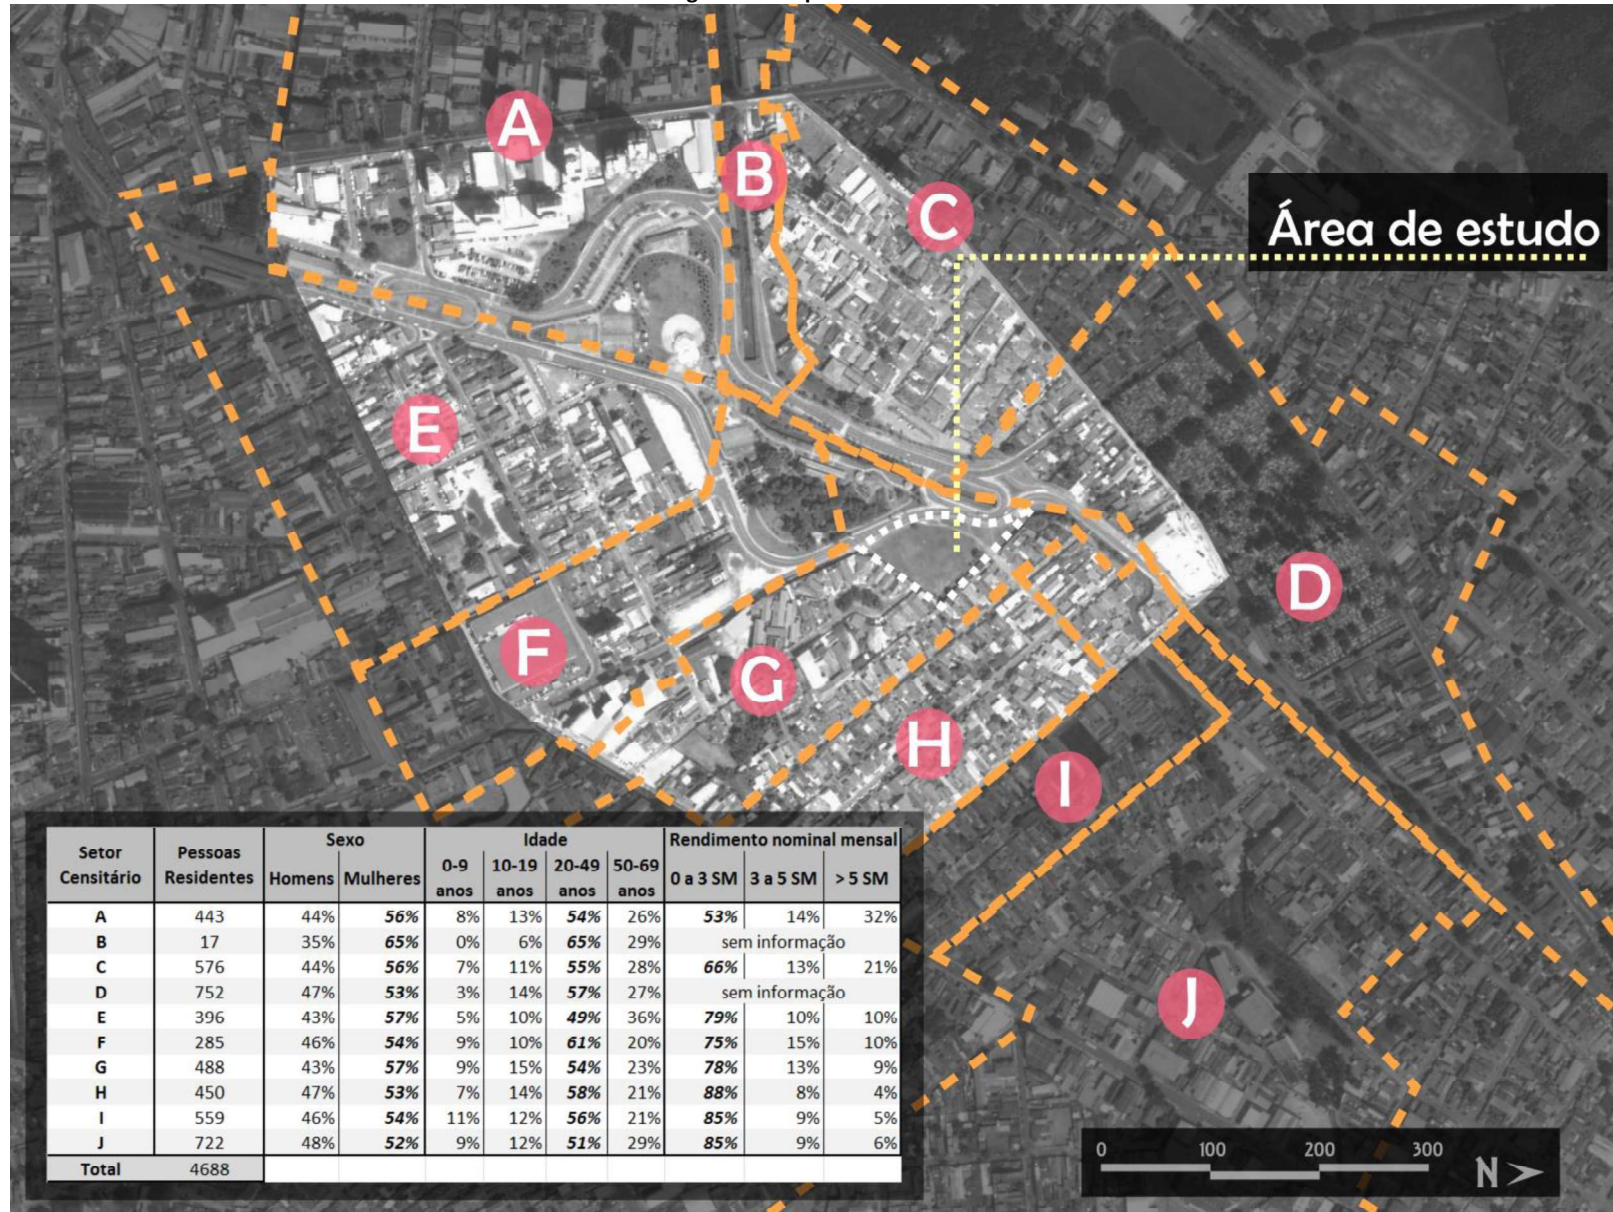 A
B
C
Área de estudo
E
D
F
G
H
I
J
Setor Censitário | Pessoas Residentes | Sexo | Idade | Rendimento nominal mensal
Homens | Mulheres | 0-9 anos | 10-19 anos | 20-49 anos | 50-69 anos | 0 a 3 SM | 3 a 5 SM | > 5 SM
A | 443 | 44% | 56% | 8% | 13% | 54% | 26% | 53% | 14% | 32%
B | 17 | 35% | 65% | 0% | 6% | 65% | 29% | sem informação
C | 576 | 44% | 56% | 7% | 11% | 55% | 28% | 66% | 13% | 21%
D | 752 | 47% | 53% | 3% | 14% | 57% | 27% | sem informação
E | 396 | 43% | 57% | 5% | 10% | 49% | 36% | 79% | 10% | 10%
F | 285 | 46% | 54% | 9% | 10% | 61% | 20% | 75% | 15% | 10%
G | 488 | 43% | 57% | 9% | 15% | 54% | 23% | 78% | 13% | 9%
H | 450 | 47% | 53% | 7% | 14% | 58% | 21% | 88% | 8% | 4%
I | 559 | 46% | 54% | 11% | 12% | 56% | 21% | 85% | 9% | 5%
J | 722 | 48% | 52% | 9% | 12% | 51% | 29% | 85% | 9% | 6%
Total | 4688
0 100 200 300
N